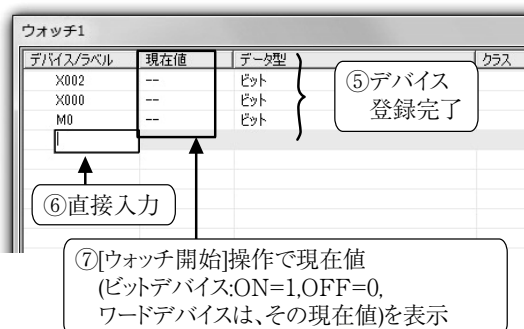 ウォッチ1
デバイス/ラベル 現在値 データ型 クラス
X002 -- ビット
X000 -- ビット
M0 -- ビット
⑤デバイス
登録完了
⑥直接入力
⑦[ウォッチ開始]操作で現在値
(ビットデバイス:ON=1,OFF=0,
ワードデバイスは、その現在値)を表示